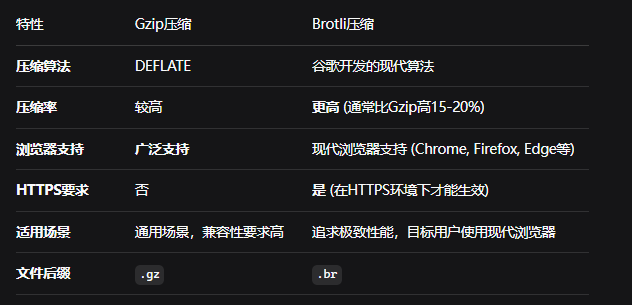 特性 Gzip压缩 Brotli压缩
压缩算法 DEFLATE 谷歌开发的现代算法
压缩率 较高 更高 (通常比Gzip高15-20%)
浏览器支持 广泛支持 现代浏览器支持 (Chrome, Firefox, Edge等)
HTTPS要求 否 是 (在HTTPS环境下才能生效)
适用场景 通用场景，兼容性要求高 追求极致性能，目标用户使用现代浏览器
文件后缀 .gz .br